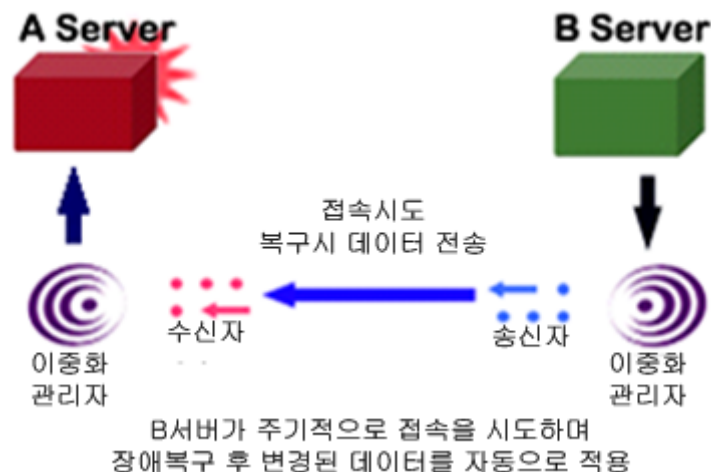 A Server
B Server
접속시도
복구시 데이터 전송
수신자
송신자
이중화
관리자
이중화
관리자
B서버가 주기적으로 접속을 시도하며
장애복구 후 변경된 데이터를 자동으로 적용